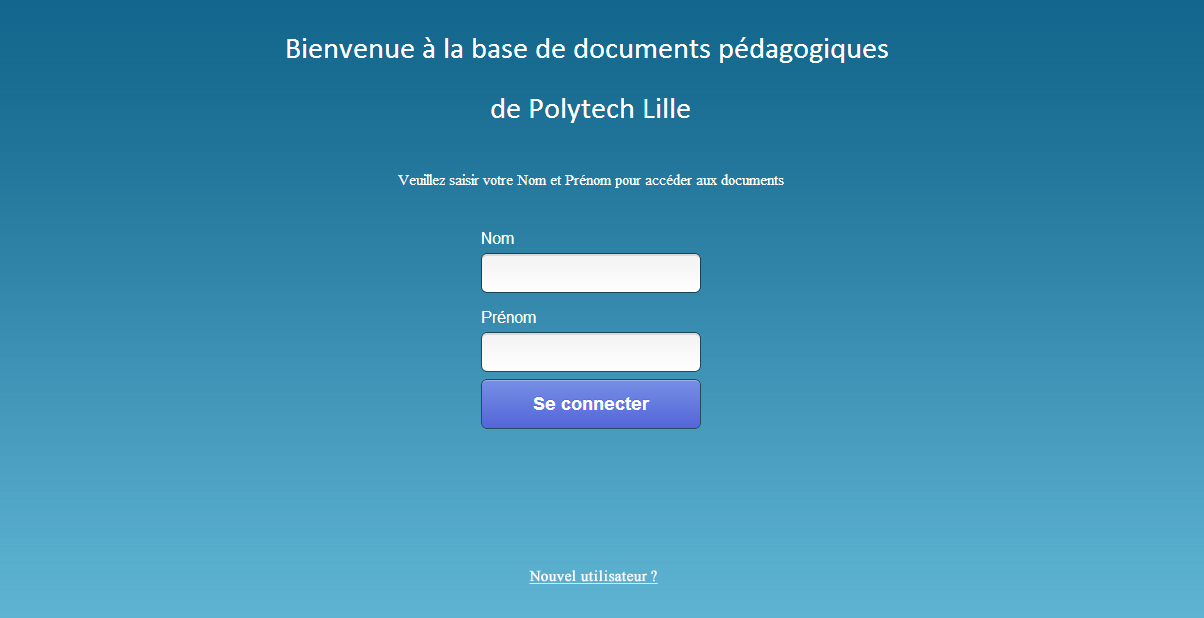 Bienvenue à la base de documents pédagogiques
de Polytech Lille
Veuillez saisir votre Nom et Prénom pour accéder aux documents
Nom
Prénom
Se connecter
Nouvel utilisateur ?